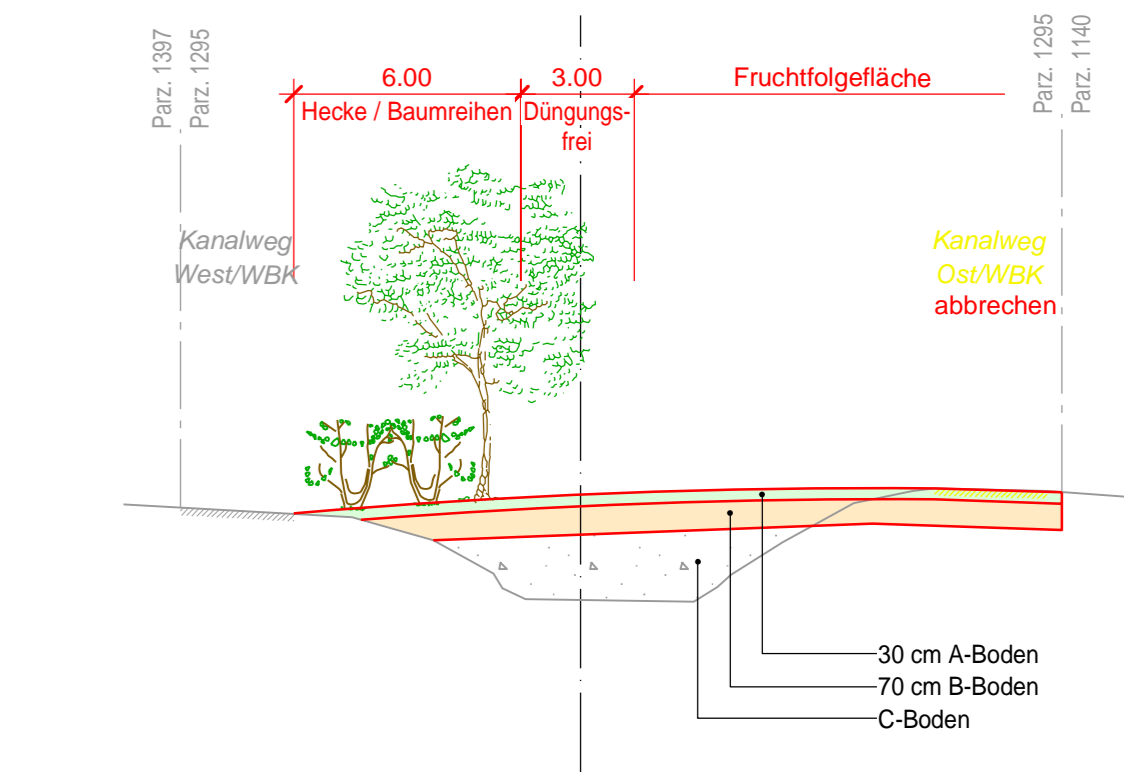 Parz. 1397
Parz. 1295
6.00
3.00
Fruchtfolgefläche
Hecke / Baumreihen
Düngungs-
frei
Parz. 1295
Parz. 1140
Kanalweg
West/WBK
Kanalweg
Ost/WBK
abbrechen
30 cm A-Boden
70 cm B-Boden
C-Boden